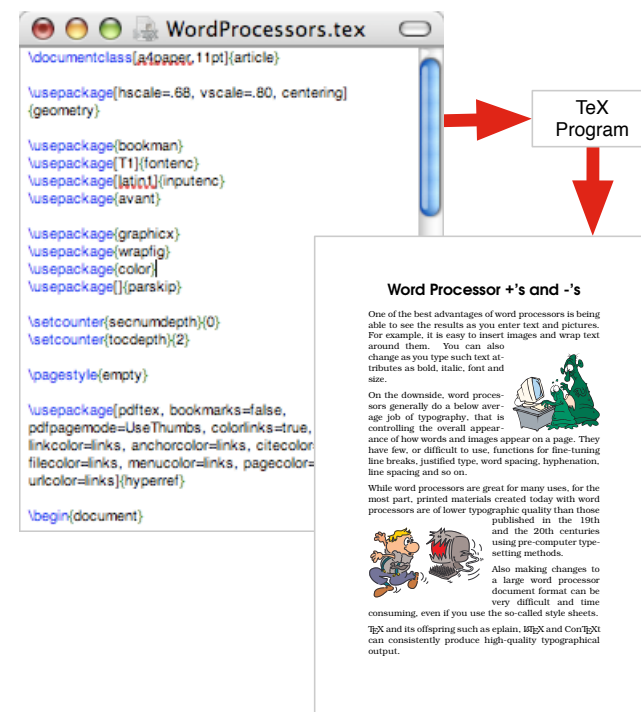 WordProcessors.tex
\documentclass[a4paper,11pt]{article}
\usepackage[hscale=.68, vscale=.80, centering]
{geometry}
\usepackage{bookman}
\usepackage[T1]{fontenc}
\usepackage[latin1]{inputenc}
\usepackage{avant}
\usepackage{graphicx}
\usepackage{wrapfig}
\usepackage{color}
\usepackage[]{parskip}
\setcounter{secnumdepth}{0}
\setcounter{tocdepth}{2}
\pagestyle{empty}
\usepackage[pdftex, bookmarks=false,
pdfpagemode=UseThumbs, colorlinks=true,
linkcolor=links, anchorcolor=links, citecolor
filecolor=links, menucolor=links, pagecolor=
urlcolor=links]{hyperref}
\begin{document}
TeX
Program
Word Processor +'s and -'s
One of the best advantages of word processors is being
able to see the results as you enter text and pictures.
For example, it is easy to insert images and wrap text
around them. You can also
change as you type such text at-
tributes as bold, italic, font and
size.
On the downside, word proces-
sors generally do a below aver-
age job of typography, that is
controlling the overall appear-
ance of how words and images appear on a page. They
have few, or difficult to use, functions for fine-tuning
line breaks, justified type, word spacing, hyphenation,
line spacing and so on.
While word processors are great for many uses, for the
most part, printed materials created today with word
processors are of lower typographic quality than those
published in the 19th
and the 20th centuries
using pre-computer type-
setting methods.
Also making changes to
a large word processor
document format can be
very difficult and time
consuming, even if you use the so-called style sheets.
TEX and its offspring such as eplain, LATEX and ConTEXt
can consistently produce high-quality typographical
output.